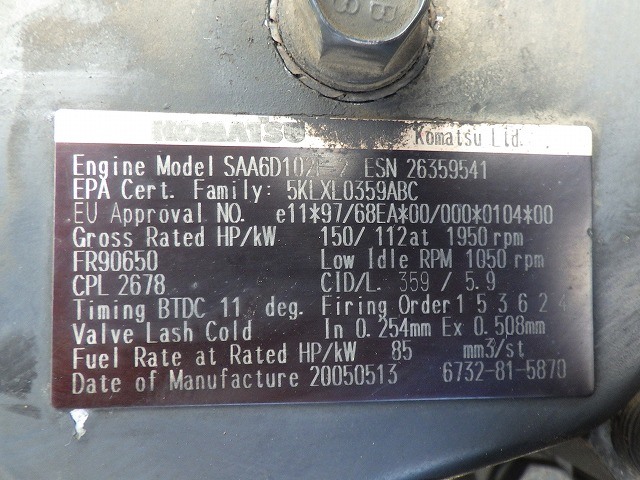 KOMATSU Komatsu Ltd.
Engine Model SAA6D102E-2 ESN 26359541
EPA Cert. Family: 5KLXL0359ABC
EU Approval NO. e11*97/68EA*00/000*0104*00
Gross Rated HP/kW 150/112 at 1950 rpm
FR90650 Low Idle RPM 1050 rpm
CPL 2678 CID/L. 359 / 5.9
Timing BTDC 11 deg. Firing Order 1 5 3 6 2 4
Valve Lash Cold In 0.254mm Ex 0.508mm
Fuel Rate at Rated HP/kW 85 mm3/st
Date of Manufacture 20050513 6732-81-5870